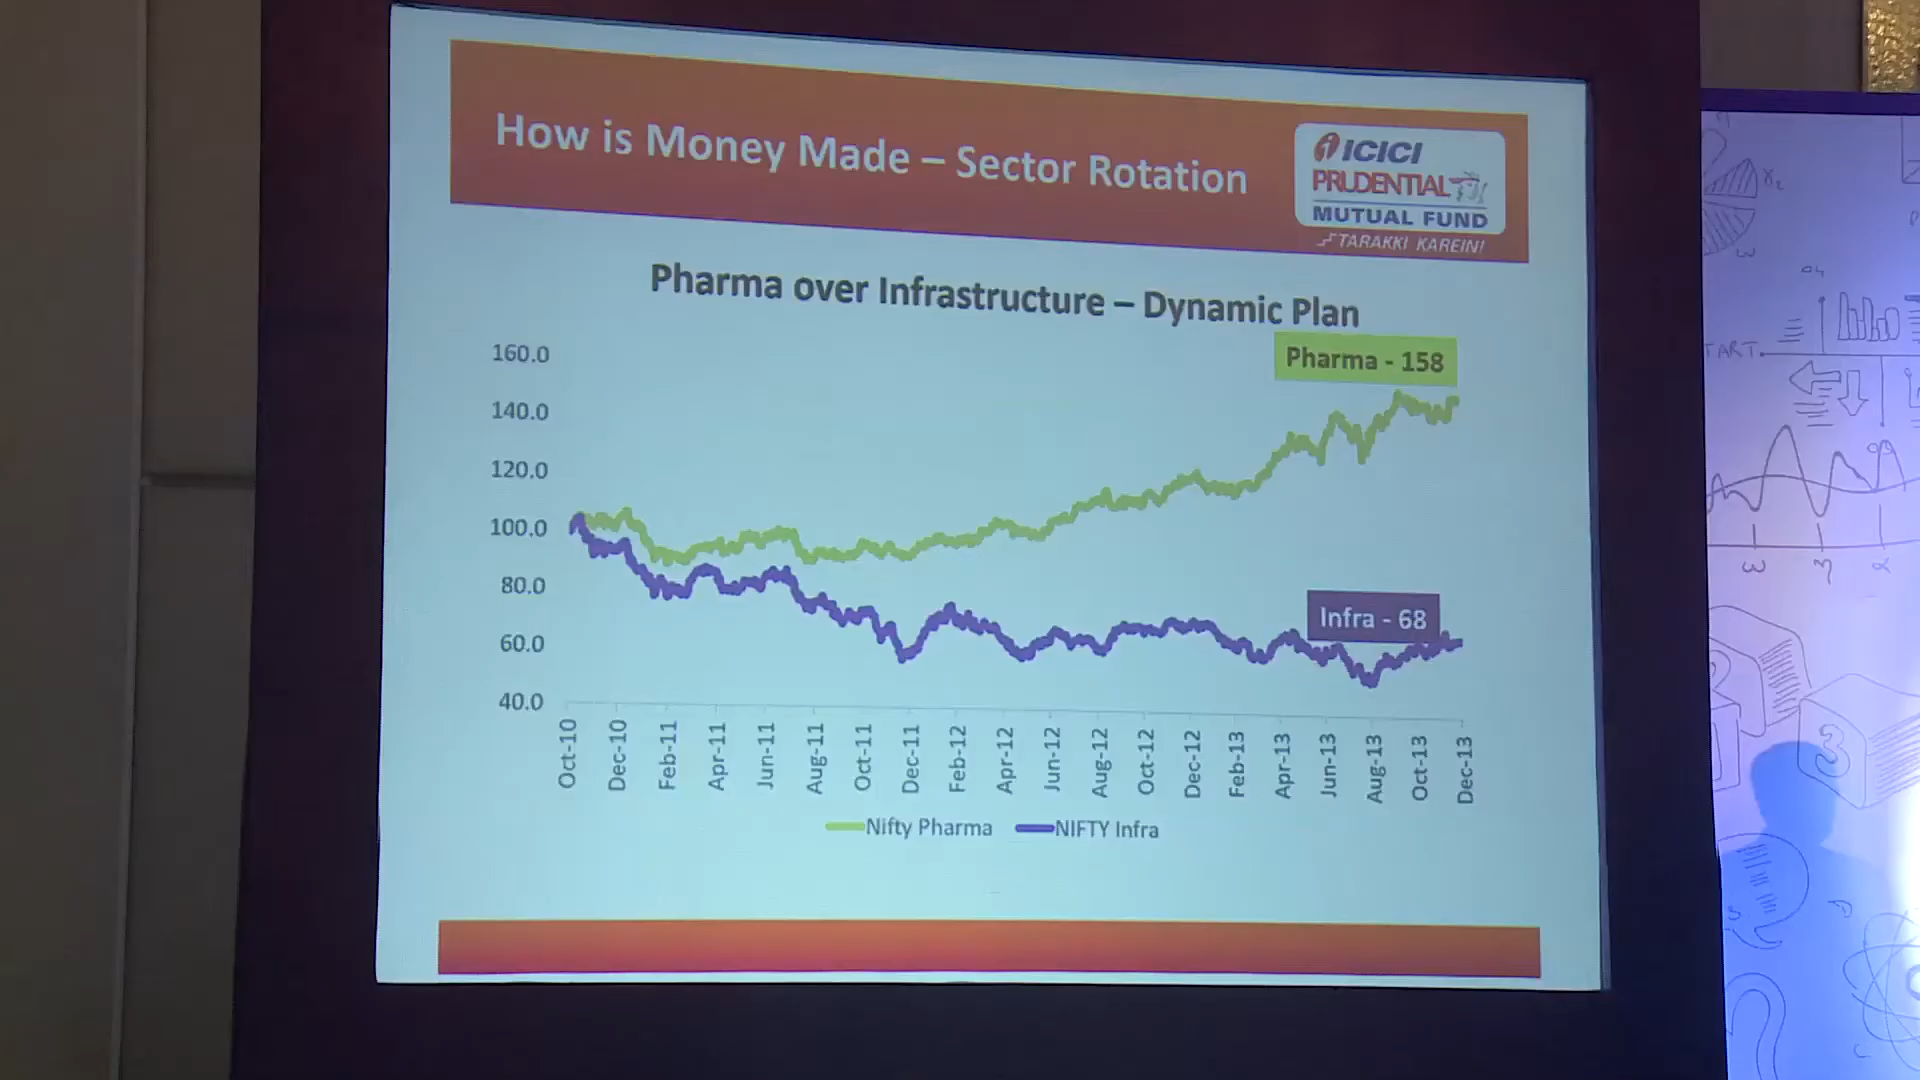 How is Money Made – Sector Rotation
ICICI
PRUDENTIAL
MUTUAL FUND
TARAKKI KAREIN!
Pharma over Infrastructure – Dynamic Plan
Pharma - 158
160.0
140.0
120.0
100.0
80.0
60.0
40.0
Infra - 68
Oct-10
Dec-10
Feb-11
Apr-11
Jun-11
Aug-11
Oct-11
Dec-11
Feb-12
Apr-12
Jun-12
Aug-12
Oct-12
Dec-12
Feb-13
Apr-13
Jun-13
Aug-13
Oct-13
Dec-13
Nifty Pharma
NIFTY Infra
TART
3